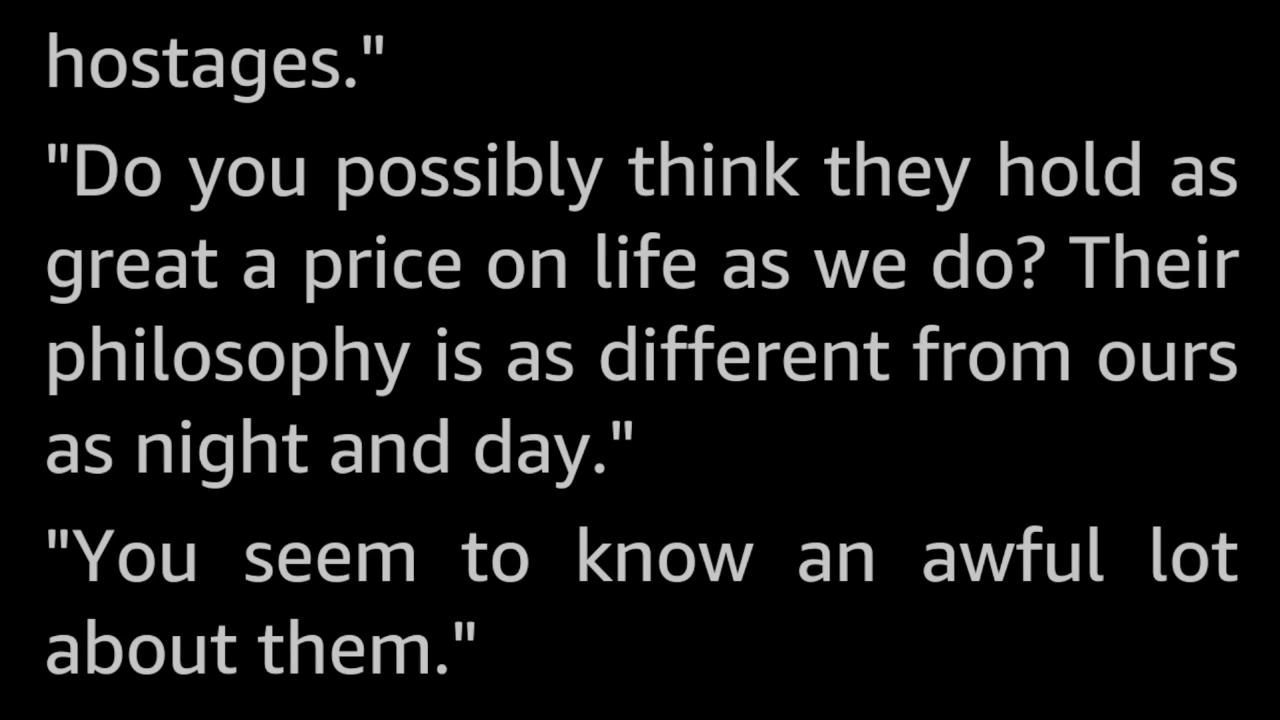 hostages."
"Do you possibly think they hold as
great a price on life as we do? Their
philosophy is as different from ours
as night and day."
"You seem to know an awful lot
about them."